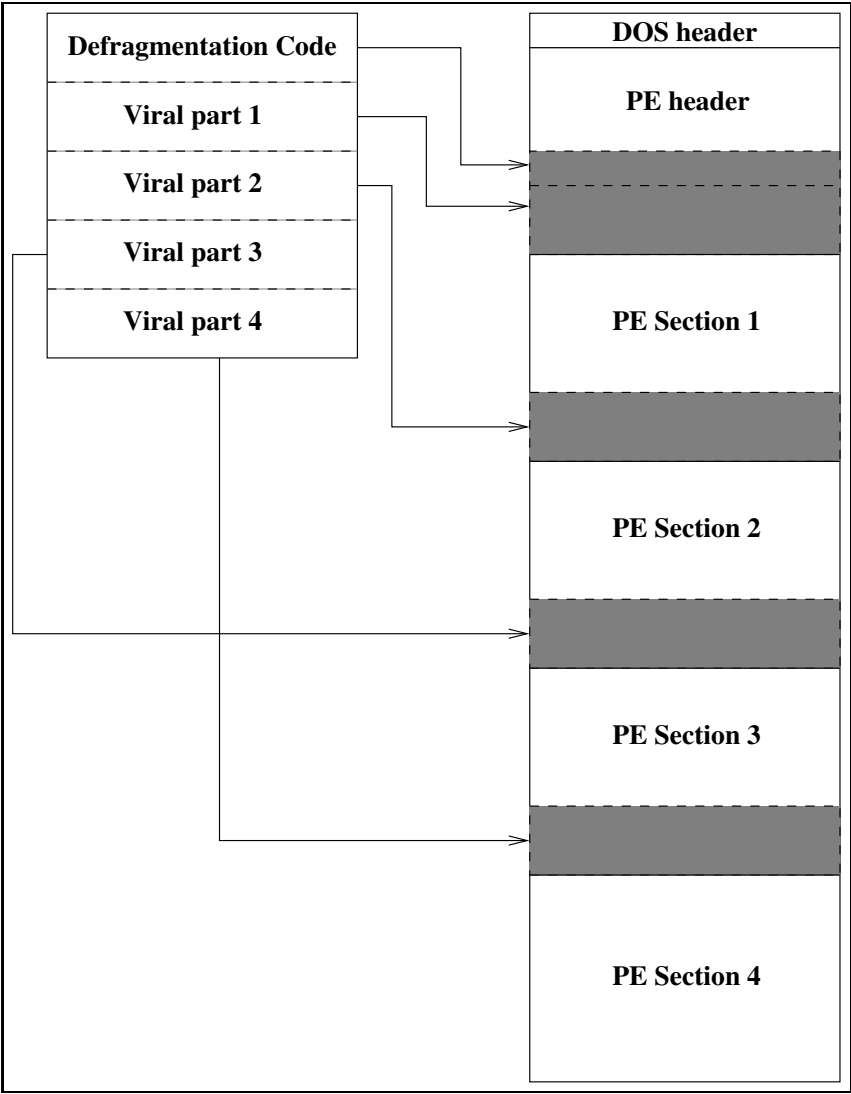 Defragmentation Code
Viral part 1
Viral part 2
Viral part 3
Viral part 4
DOS header
PE header
PE Section 1
PE Section 2
PE Section 3
PE Section 4